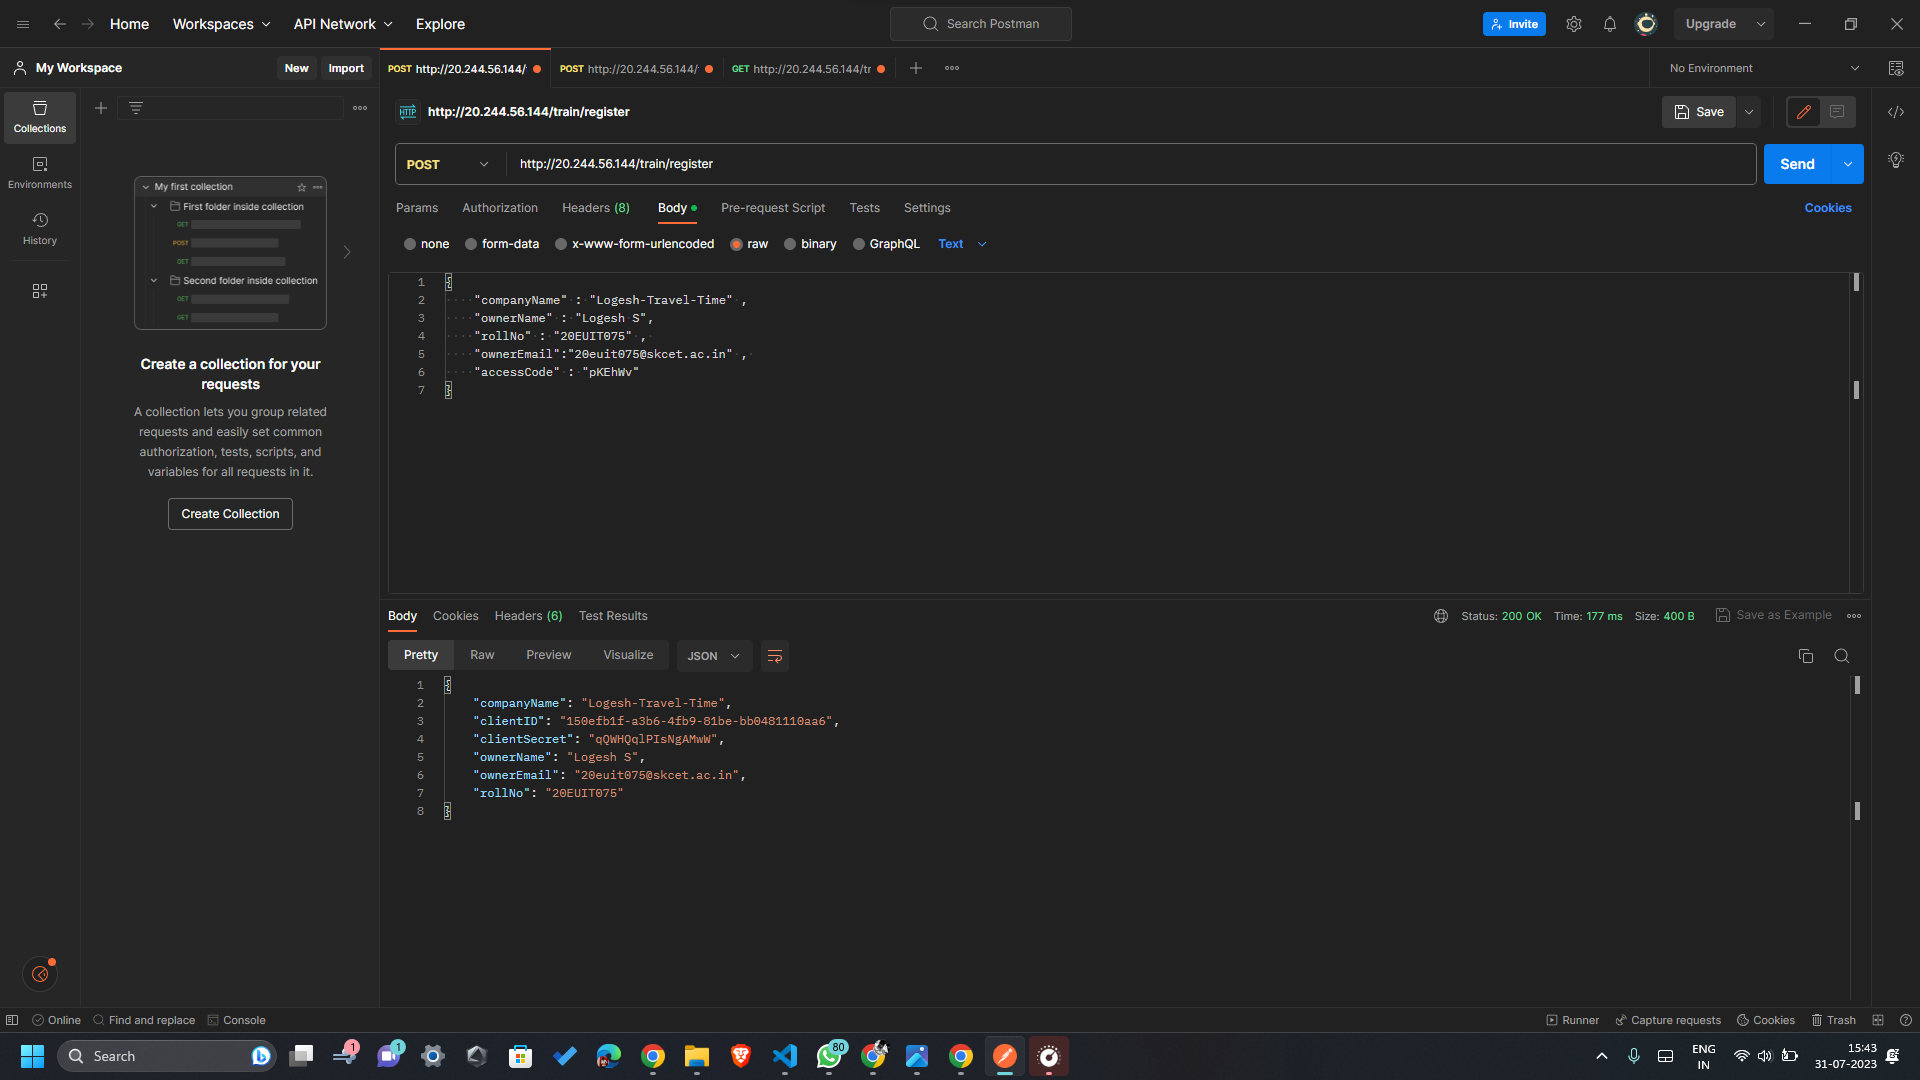 Home Workspaces API Network Explore Search Postman Invite Upgrade
My Workspace New Import POST http://20.244.56.144/ POST http://20.244.56.144/ GET http://20.244.56.144/tr No Environment
HTTP http://20.244.56.144/train/register Save
POST http://20.244.56.144/train/register Send
Params Authorization Headers (8) Body Pre-request Script Tests Settings Cookies
none form-data x-www-form-urlencoded raw binary GraphQL Text
Collections
Environments
History
My first collection
First folder inside collection
GET
POST
GET
Second folder inside collection
GET
GET
Create a collection for your
requests
A collection lets you group related
requests and easily set common
authorization, tests, scripts, and
variables for all requests in it.
Create Collection
1 {
2 "companyName" : "Logesh-Travel-Time" ,
3 "ownerName" : "Logesh S",
4 "rollNo" : "20EUIT075" ,
5 "ownerEmail":"20euit075@skcet.ac.in" ,
6 "accessCode" : "pKEhWv"
7 }
Body Cookies Headers (6) Test Results Status: 200 OK Time: 177 ms Size: 400 B Save as Example
Pretty Raw Preview Visualize JSON
1 {
2 "companyName": "Logesh-Travel-Time",
3 "clientID": "150efb1f-a3b6-4fb9-81be-bb0481110aa6",
4 "clientSecret": "qQWHQqlPIsNgAMwW",
5 "ownerName": "Logesh S",
6 "ownerEmail": "20euit075@skcet.ac.in",
7 "rollNo": "20EUIT075"
8 }
Online Find and replace Console Runner Capture requests Cookies Trash
Search 1 1 80 ENG 15:43
IN 31-07-2023